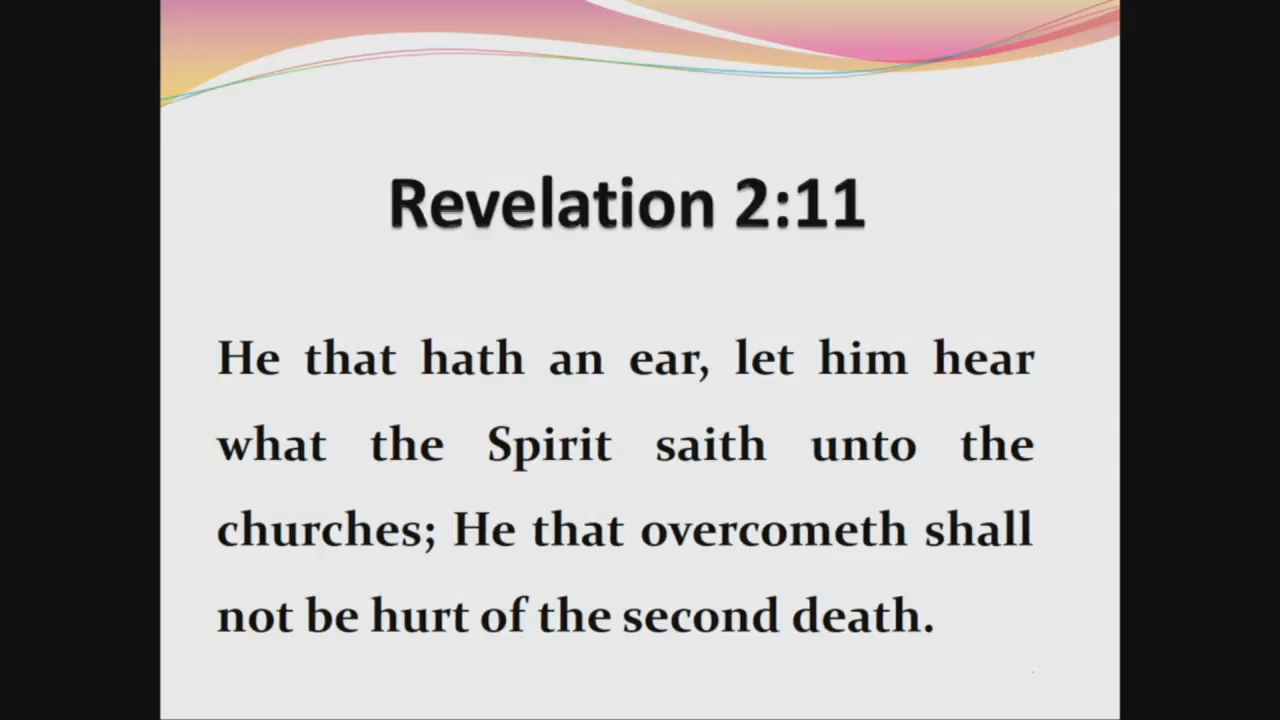 Revelation 2:11
He that hath an ear, let him hear
what the Spirit saith unto the
churches; He that overcometh shall
not be hurt of the second death.